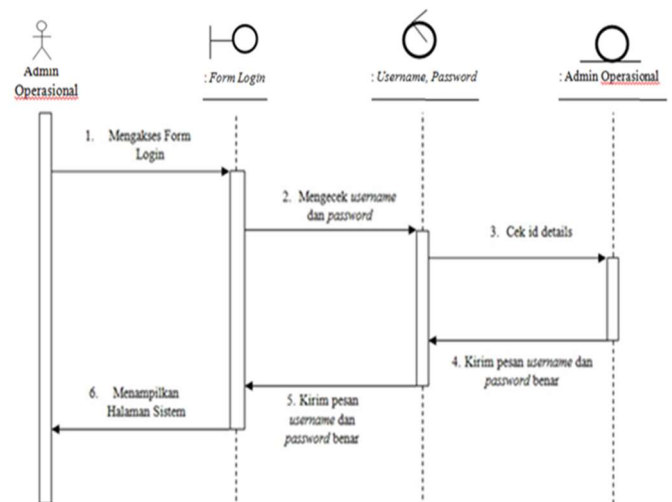 Admin
Operasional
: Form Login
: Username, Password
: Admin Operasional
1. Mengakses Form
Login
2. Mengecek username
dan password
3. Cek id details
4. Kirim pesan username dan
password benar
5. Kirim pesan
username dan
password benar
6. Menampilkan
Halaman Sistem